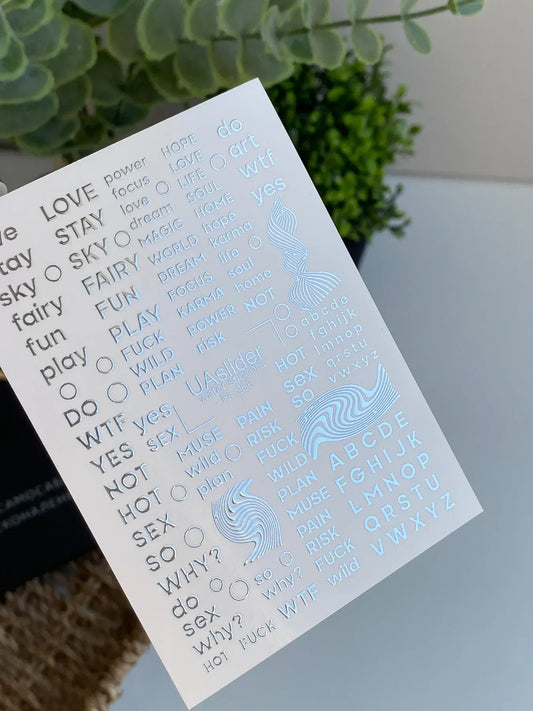 ve LOVE power HOPE do
tay STAY focus LOVE art
sky SKY love LIFE wtf
fairy FAIRY dream SOUL yes
fun FUN MAGIC HOME
play PLAY WORLD hope
DREAM karma
FUCK FOCUS life
WILD KARMA soul
DO PLAN POWER home
WTF yes risk NOT
YES SEX UAslider
NOT MUSE PAIN HOT
HOT wild RISK sex
SEX plan FUCK so
SO WILD
WHY? PLAN
do MUSE
sex so PAIN
why? why? RISK
HOT FUCK WTF FUCK
wild
abcde
fghijk
lmnop
qrstu
vwxyz
ABCDE
FGHIJK
LMNOP
QRSTU
VWXYZ